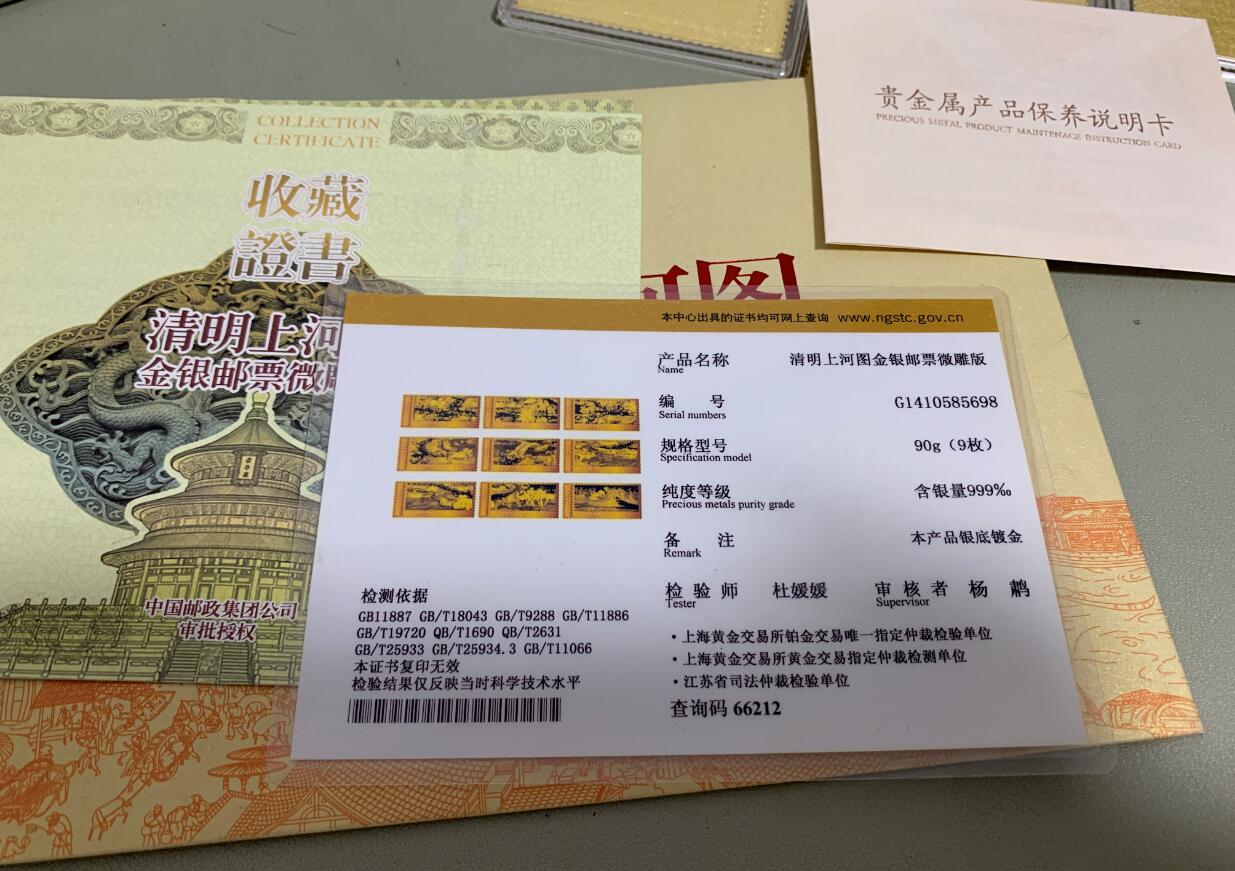 COLLECTION
CERTIFICATE
收藏
證書
清明上河
金银邮票微雕
中国邮政集团公司
审批授权
贵金属产品保养说明卡
PRECIOUS METAL PRODUCT MAINTENAGE INSTRUCTION CARD
河图
本中心出具的证书均可网上查询 www.ngstc.gov.cn
产品名称 清明上河图金银邮票微雕版
Name
编 号 G1410585698
Serial numbers
规格型号 90g（9枚）
Specification model
纯度等级 含银量999‰
Precious metals purity grade
备 注 本产品银底镀金
Remark
检验师 杜媛媛 审核者 杨鹔
Tester Supervisor
检测依据
GB11887 GB/T18043 GB/T9288 GB/T11886
GB/T19720 QB/T1690 QB/T2631
GB/T25933 GB/T25934.3 GB/T11066
本证书复印无效
检验结果仅反映当时科学技术水平
·上海黄金交易所铂金交易唯一指定仲裁检验单位
·上海黄金交易所黄金交易指定仲裁检测单位
·江苏省司法仲裁检验单位
查询码 66212